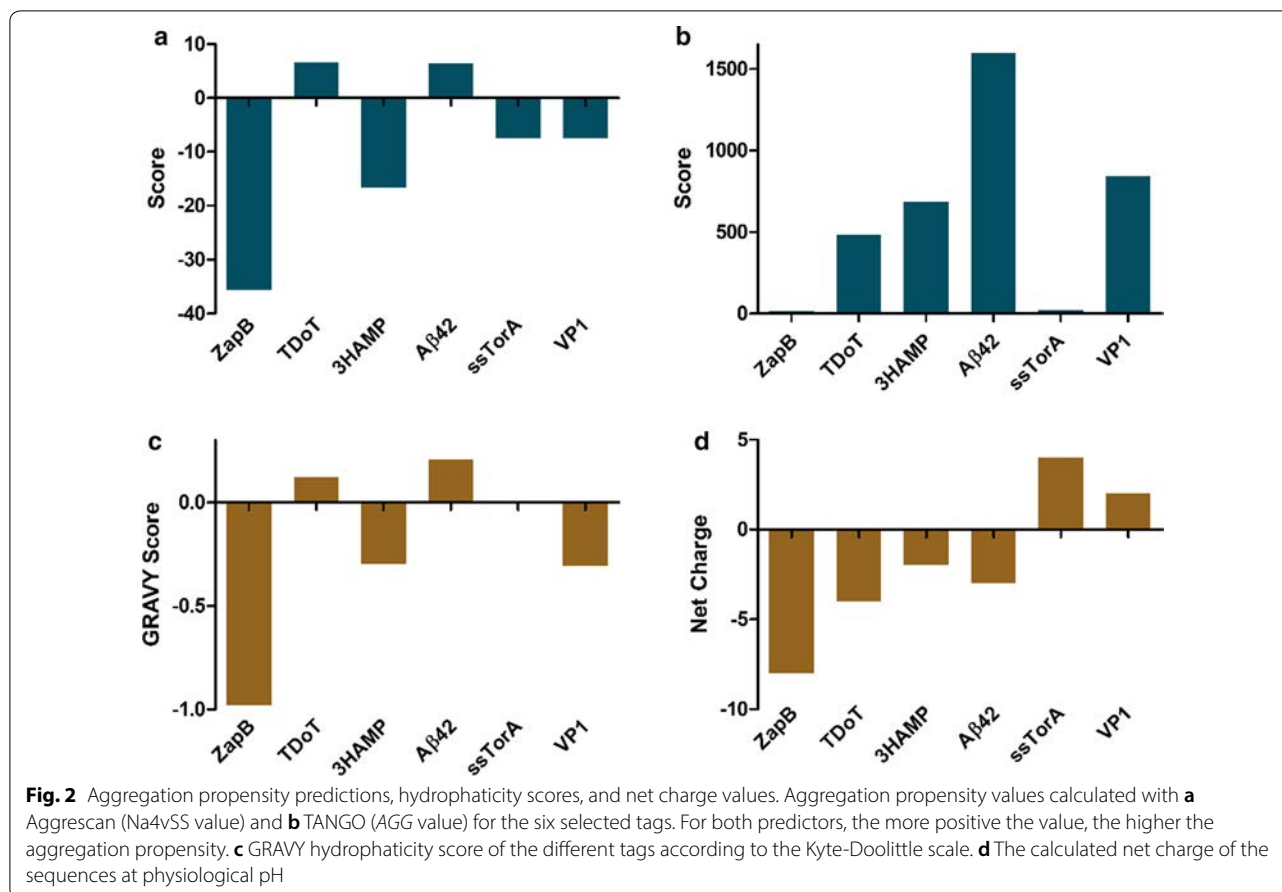 a
10
0
-10
-20
-30
-40
Score
ZapB
TDoT
3HAMP
Aβ42
ssTorA
VP1
b
1500
1000
500
0
Score
ZapB
TDoT
3HAMP
Aβ42
ssTorA
VP1
c
0.0
-0.5
-1.0
GRAVY Score
ZapB
TDoT
3HAMP
Aβ42
ssTorA
VP1
d
5
0
-5
-10
Net Charge
ZapB
TDoT
3HAMP
Aβ42
ssTorA
VP1
Fig. 2 Aggregation propensity predictions, hydrophaticity scores, and net charge values. Aggregation propensity values calculated with a
Aggrescan (Na4vSS value) and b TANGO (AGG value) for the six selected tags. For both predictors, the more positive the value, the higher the
aggregation propensity. c GRAVY hydrophaticity score of the different tags according to the Kyte-Doolittle scale. d The calculated net charge of the
sequences at physiological pH